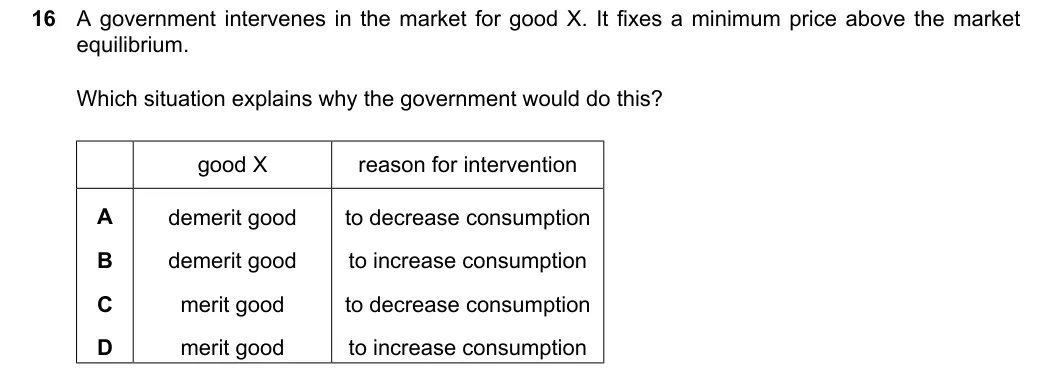 16 A government intervenes in the market for good X. It fixes a minimum price above the market
equilibrium.
Which situation explains why the government would do this?
good X reason for intervention
A demerit good to decrease consumption
B demerit good to increase consumption
C merit good to decrease consumption
D merit good to increase consumption